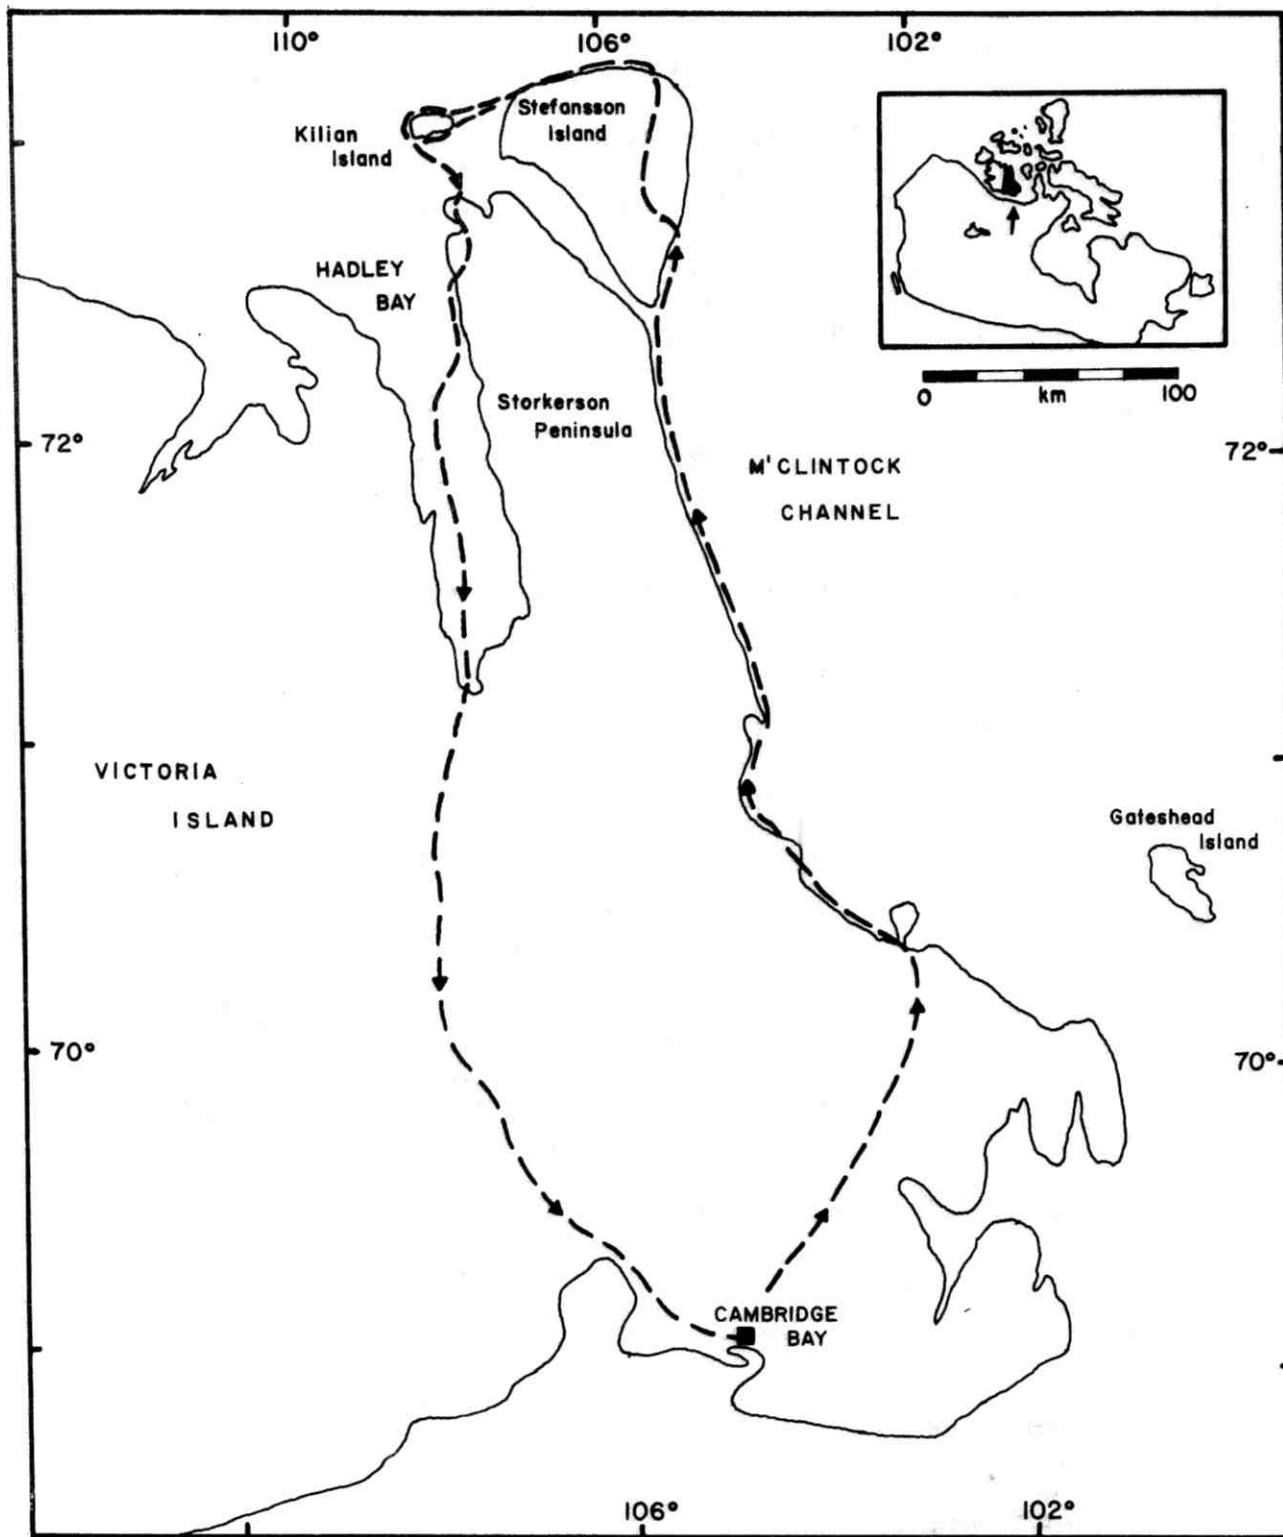 110° 106° 102°
Kilian
Island
Stefansson
Island
HADLEY
BAY
0 km 100
Storkerson
Peninsula
72° 72°
M'CLINTOCK
CHANNEL
VICTORIA
ISLAND
Gateshead
Island
70° 70°
CAMBRIDGE
BAY
106° 102°